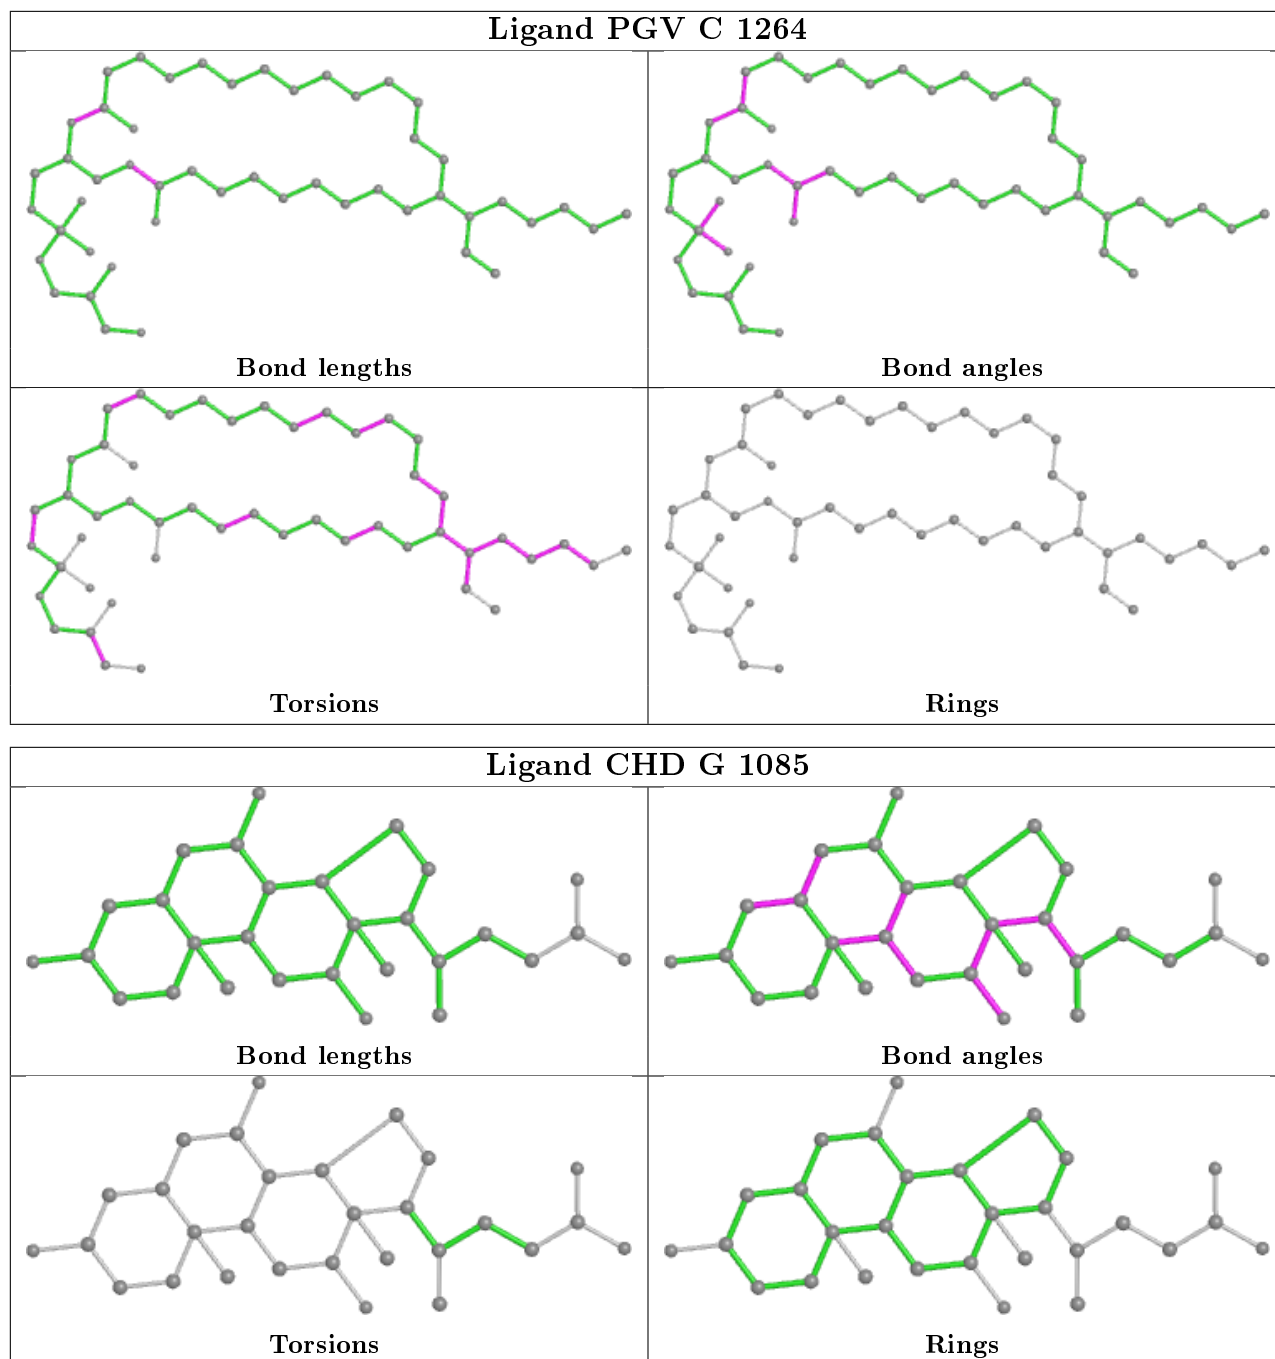 Ligand PGV C 1264
Bond lengths
Bond angles
Torsions
Rings
Ligand CHD G 1085
Bond lengths
Bond angles
Torsions
Rings